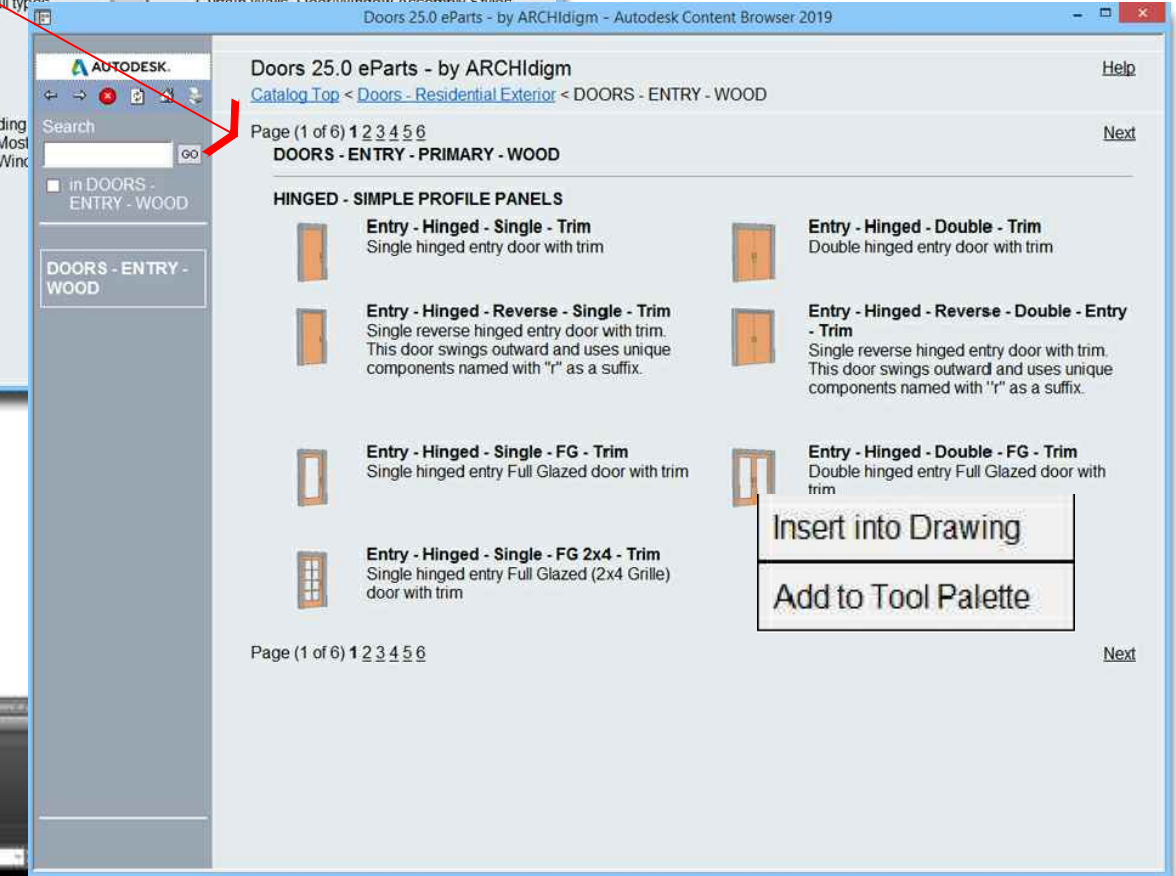 Doors 25.0 eParts - by ARCHIdigm - Autodesk Content Browser 2019
AUTODESK.
Search
GO
in DOORS -
ENTRY - WOOD
DOORS - ENTRY -
WOOD
Doors 25.0 eParts - by ARCHIdigm
Help
Catalog Top < Doors - Residential Exterior < DOORS - ENTRY - WOOD
Page (1 of 6) 1 2 3 4 5 6
Next
DOORS - ENTRY - PRIMARY - WOOD
HINGED - SIMPLE PROFILE PANELS
Entry - Hinged - Single - Trim
Single hinged entry door with trim
Entry - Hinged - Double - Trim
Double hinged entry door with trim
Entry - Hinged - Reverse - Single - Trim
Single reverse hinged entry door with trim.
This door swings outward and uses unique
components named with "r" as a suffix.
Entry - Hinged - Reverse - Double - Entry
- Trim
Single reverse hinged entry door with trim.
This door swings outward and uses unique
components named with "r" as a suffix.
Entry - Hinged - Single - FG - Trim
Single hinged entry Full Glazed door with trim
Entry - Hinged - Double - FG - Trim
Double hinged entry Full Glazed door with
trim
Insert into Drawing
Add to Tool Palette
Entry - Hinged - Single - FG 2x4 - Trim
Single hinged entry Full Glazed (2x4 Grille)
door with trim
Page (1 of 6) 1 2 3 4 5 6
Next